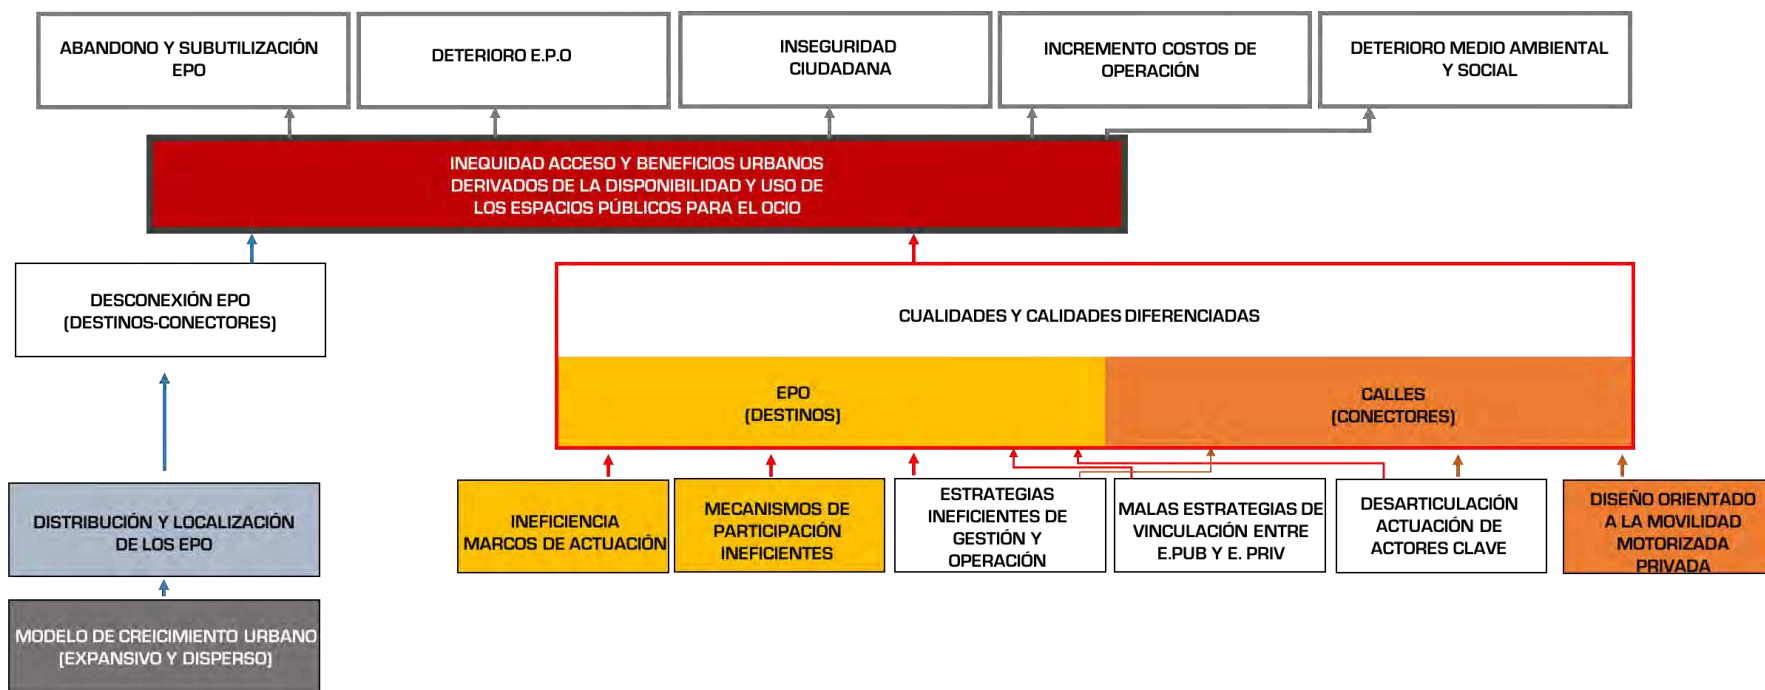 ABANDONO Y SUBUTILIZACIÓN
EPO
DETERIORO E.P.O
INSEGURIDAD
CIUDADANA
INCREMENTO COSTOS DE
OPERACIÓN
DETERIORO MEDIO AMBIENTAL
Y SOCIAL
INEQUIDAD ACCESO Y BENEFICIOS URBANOS
DERIVADOS DE LA DISPONIBILIDAD Y USO DE
LOS ESPACIOS PÚBLICOS PARA EL OCIO
DESCONEXIÓN EPO
(DESTINOS-CONECTORES)
CUALIDADES Y CALIDADES DIFERENCIADAS
EPO
(DESTINOS)
CALLES
(CONECTORES)
DISTRIBUCIÓN Y LOCALIZACIÓN
DE LOS EPO
INEFICIENCIA
MARCOS DE ACTUACIÓN
MECANISMOS DE
PARTICIPACIÓN
INEFICIENTES
ESTRATEGIAS
INEFICIENTES DE
GESTIÓN Y
OPERACIÓN
MALAS ESTRATEGIAS DE
VINCULACIÓN ENTRE
E.PUB Y E. PRIV
DESARTICULACIÓN
ACTUACIÓN DE
ACTORES CLAVE
DISEÑO ORIENTADO
A LA MOVILIDAD
MOTORIZADA
PRIVADA
MODELO DE CREICIMIENTO URBANO
(EXPANSIVO Y DISPERSO)